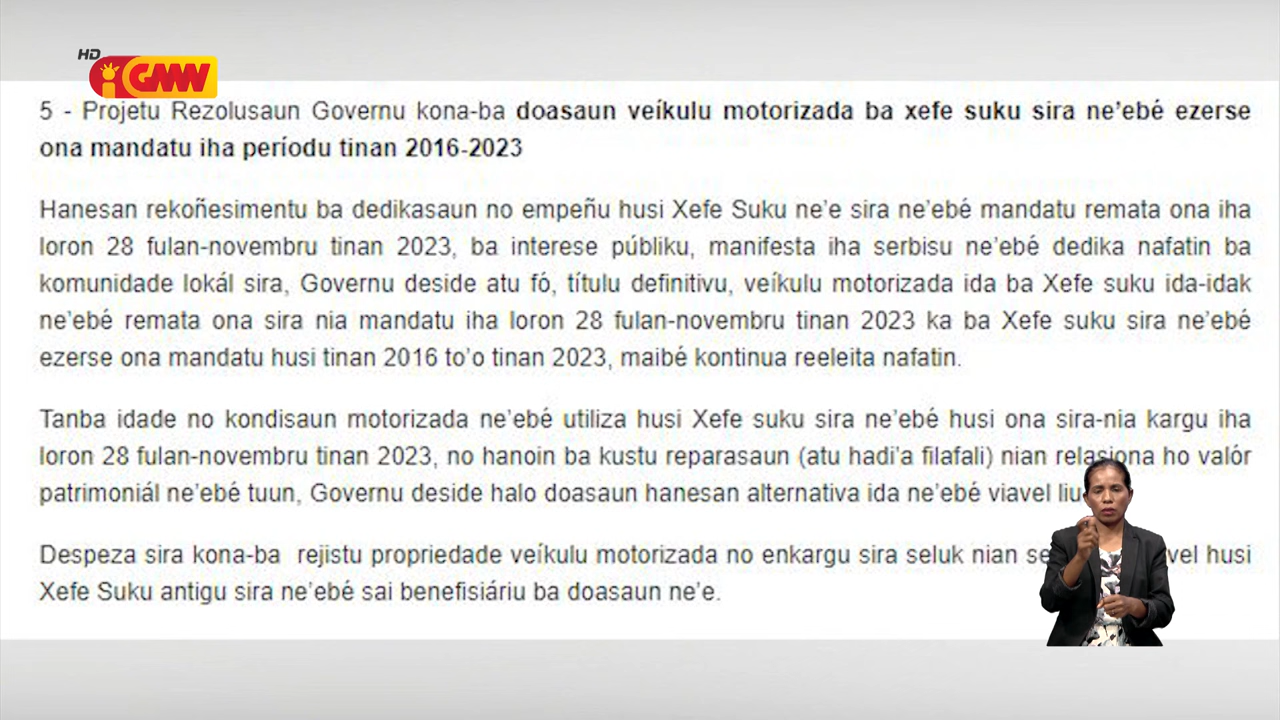 HD
GMN
5 - Projetu Rezolusaun Governu kona-ba doasaun veíkulu motorizada ba xefe suku sira ne’ebé ezerse
ona mandatu iha períodu tinan 2016-2023
Hanesan rekoñesimentu ba dedikasaun no empeñu husi Xefe Suku ne’e sira ne’ebé mandatu remata ona iha
loron 28 fulan-novembru tinan 2023, ba interese públiku, manifesta iha serbisu ne’ebé dedika nafatin ba
komunidade lokál sira, Governu deside atu fó, títulu definitivu, veíkulu motorizada ida ba Xefe suku ida-idak
ne’ebé remata ona sira nia mandatu iha loron 28 fulan-novembru tinan 2023 ka ba Xefe suku sira ne’ebé
ezerse ona mandatu husi tinan 2016 to’o tinan 2023, maibé kontinua reeleita nafatin.
Tanba idade no kondisaun motorizada ne’ebé utiliza husi Xefe suku sira ne’ebé husi ona sira-nia kargu iha
loron 28 fulan-novembru tinan 2023, no hanoin ba kustu reparasaun (atu hadi’a filafali) nian relasiona ho valór
patrimoniál ne’ebé tuun, Governu deside halo doasaun hanesan alternativa ida ne’ebé viavel liu
Despeza sira kona-ba rejistu propriedade veíkulu motorizada no enkargu sira seluk nian husi
Xefe Suku antigu sira ne’ebé sai benefisiáriu ba doasaun ne’e.